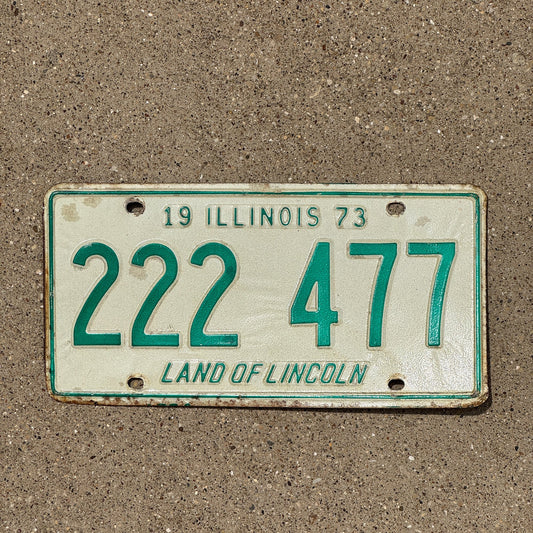 19 ILLINOIS 73
222 477
LAND OF LINCOLN